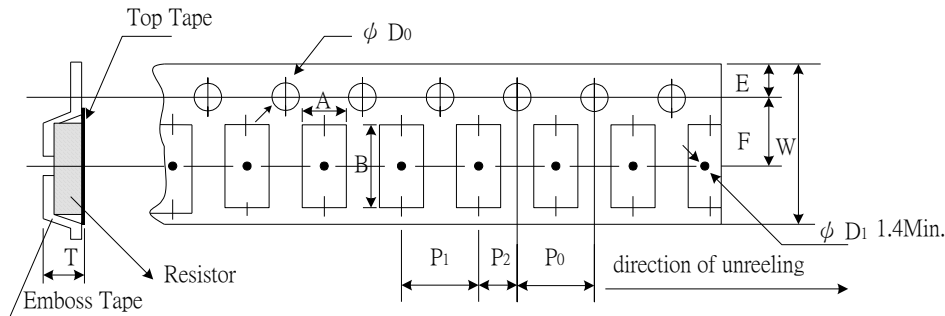 Top Tape
ϕ D0
E
A
F
W
B
ϕ D1 1.4Min.
T
P1
P2
P0
Resistor
direction of unreeling
Emboss Tape